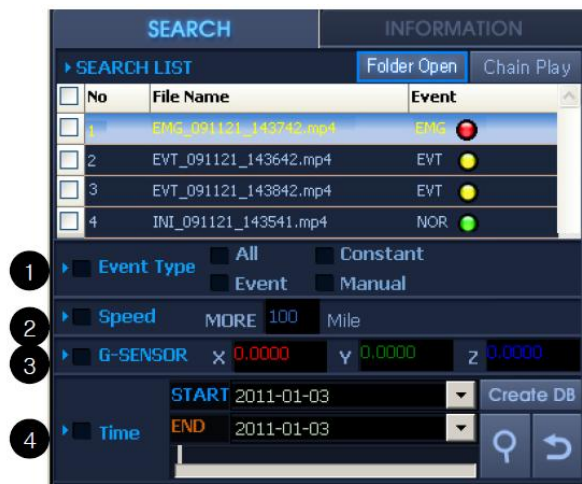 SEARCH INFORMATION
SEARCH LIST Folder Open Chain Play
No File Name Event
1 EMG_091121_143742.mp4 EMG
2 EVT_091121_143642.mp4 EVT
3 EVT_091121_143842.mp4 EVT
4 INI_091121_143541.mp4 NOR
1 Event Type All Constant
Event Manual
2 Speed MORE 100 Mile
3 G-SENSOR X 0.0000 Y 0.0000 Z 0.0000
START 2011-01-03 Create DB
4 Time END 2011-01-03